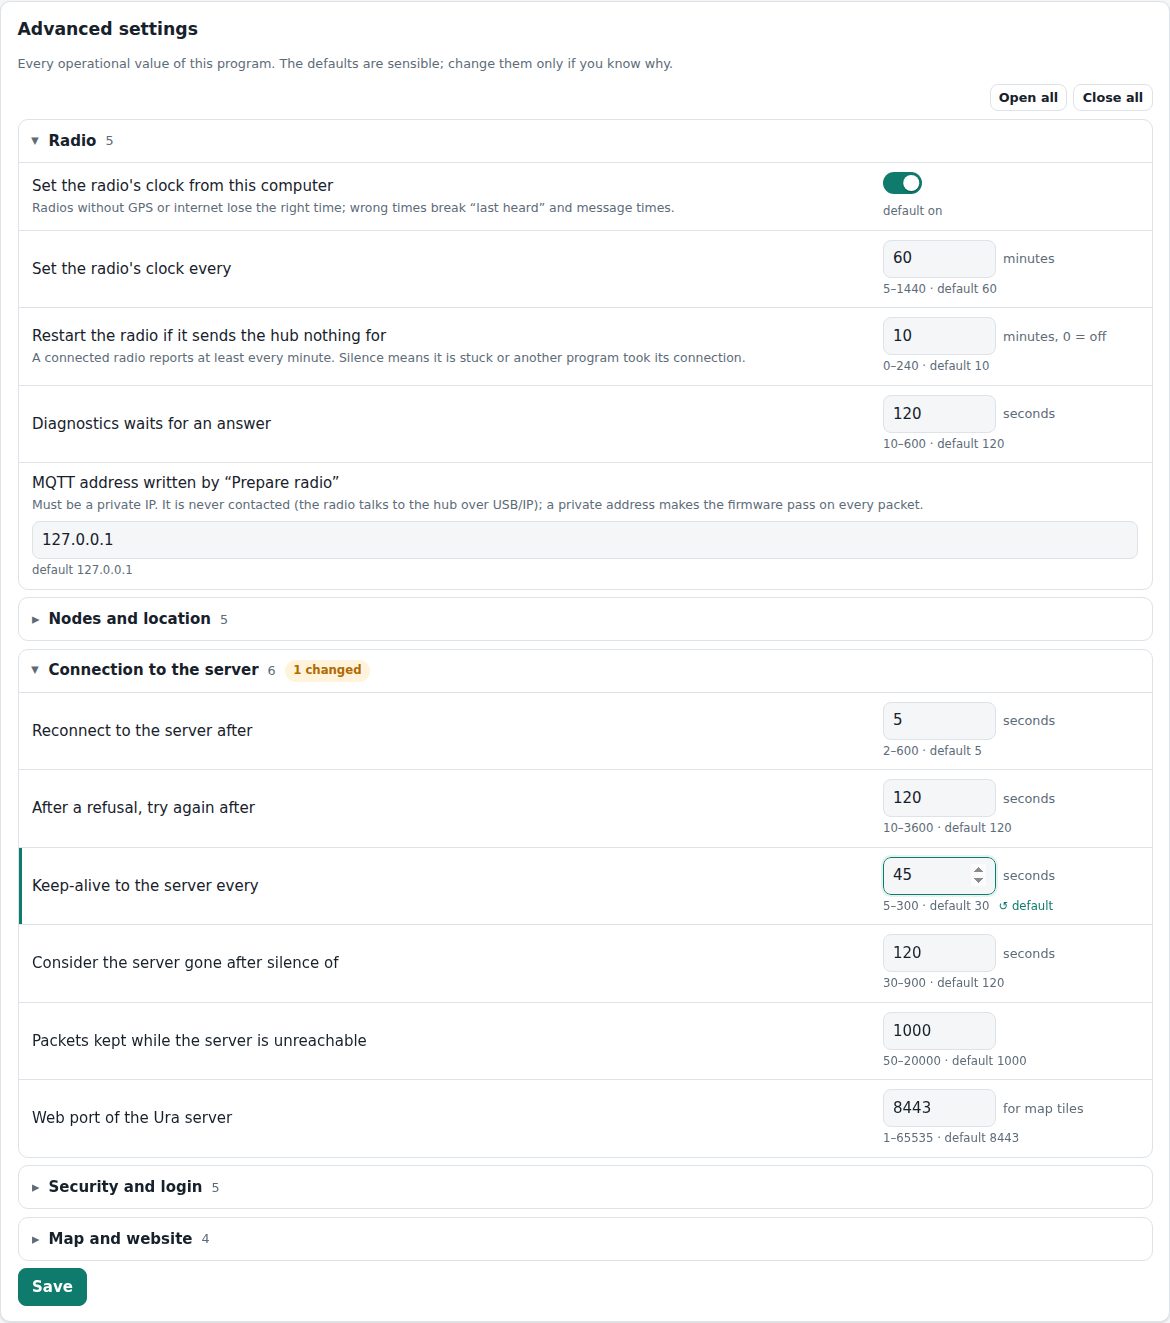 Advanced settings
Every operational value of this program. The defaults are sensible; change them only if you know why.
Open all Close all
▾ Radio 5
Set the radio's clock from this computer
Radios without GPS or internet lose the right time; wrong times break “last heard” and message times.
default on
Set the radio's clock every
60 minutes
5–1440 · default 60
Restart the radio if it sends the hub nothing for
A connected radio reports at least every minute. Silence means it is stuck or another program took its connection.
10 minutes, 0 = off
0–240 · default 10
Diagnostics waits for an answer
120 seconds
10–600 · default 120
MQTT address written by “Prepare radio”
Must be a private IP. It is never contacted (the radio talks to the hub over USB/IP); a private address makes the firmware pass on every packet.
127.0.0.1
default 127.0.0.1
▸ Nodes and location 5
▾ Connection to the server 6 1 changed
Reconnect to the server after
5 seconds
2–600 · default 5
After a refusal, try again after
120 seconds
10–3600 · default 120
Keep-alive to the server every
45 seconds
5–300 · default 30 ↺ default
Consider the server gone after silence of
120 seconds
30–900 · default 120
Packets kept while the server is unreachable
1000
50–20000 · default 1000
Web port of the Ura server
8443 for map tiles
1–65535 · default 8443
▸ Security and login 5
▸ Map and website 4
Save